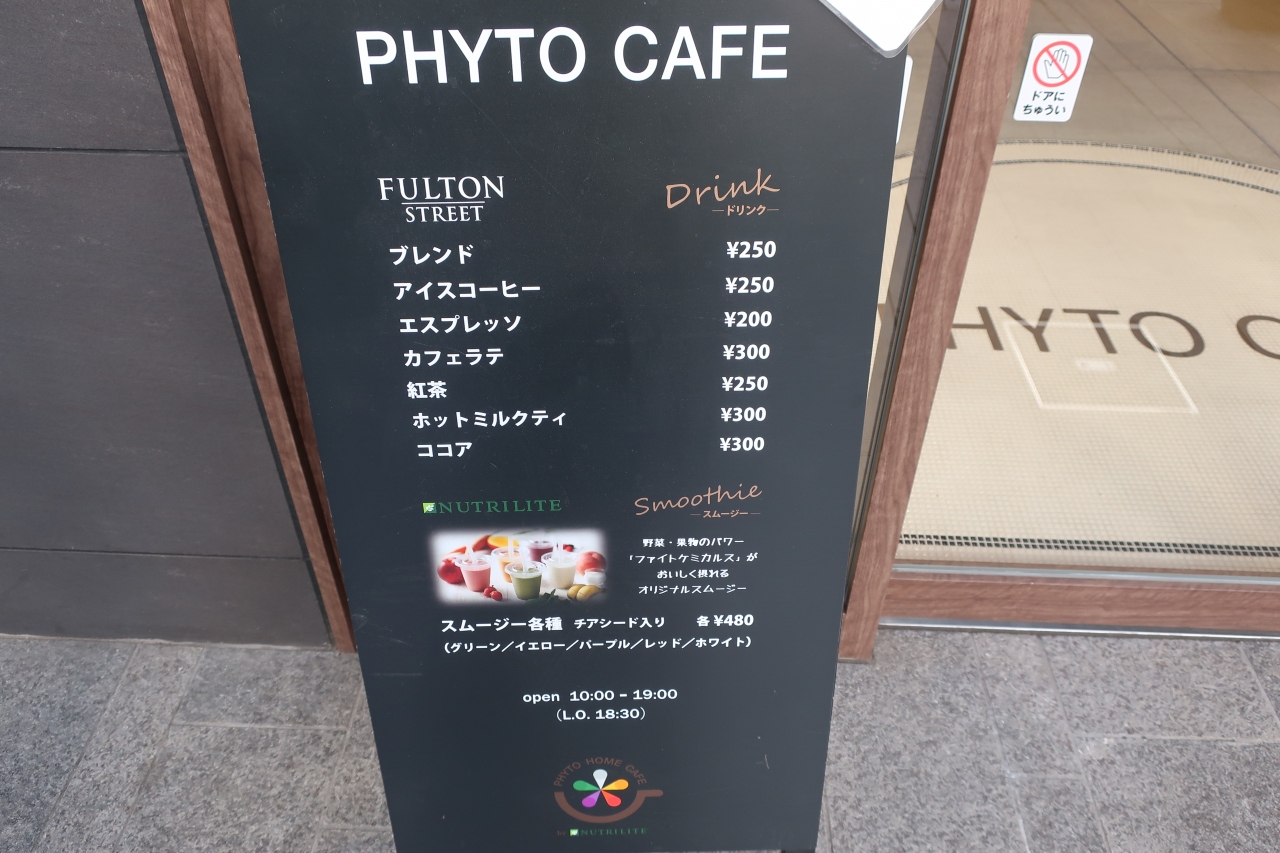 PHYTO CAFE
ドアに
ちゅうい
FULTON
STREET
Drink
ードリンクー
ブレンド ¥250
アイスコーヒー ¥250
エスプレッソ ¥200
カフェラテ ¥300
紅茶 ¥250
ホットミルクティ ¥300
ココア ¥300
PHYTO C
NUTRILITE
Smoothie
ースムージーー
野菜・果物のパワー
「ファイトケミカルス」が
おいしく摂れる
オリジナルスムージー
スムージー各種 チアシード入り 各 ¥480
（グリーン／イエロー／パープル／レッド／ホワイト）
open 10:00 – 19:00
（L.O. 18:30）
PHYTO HOME CAFE
by NUTRILITE